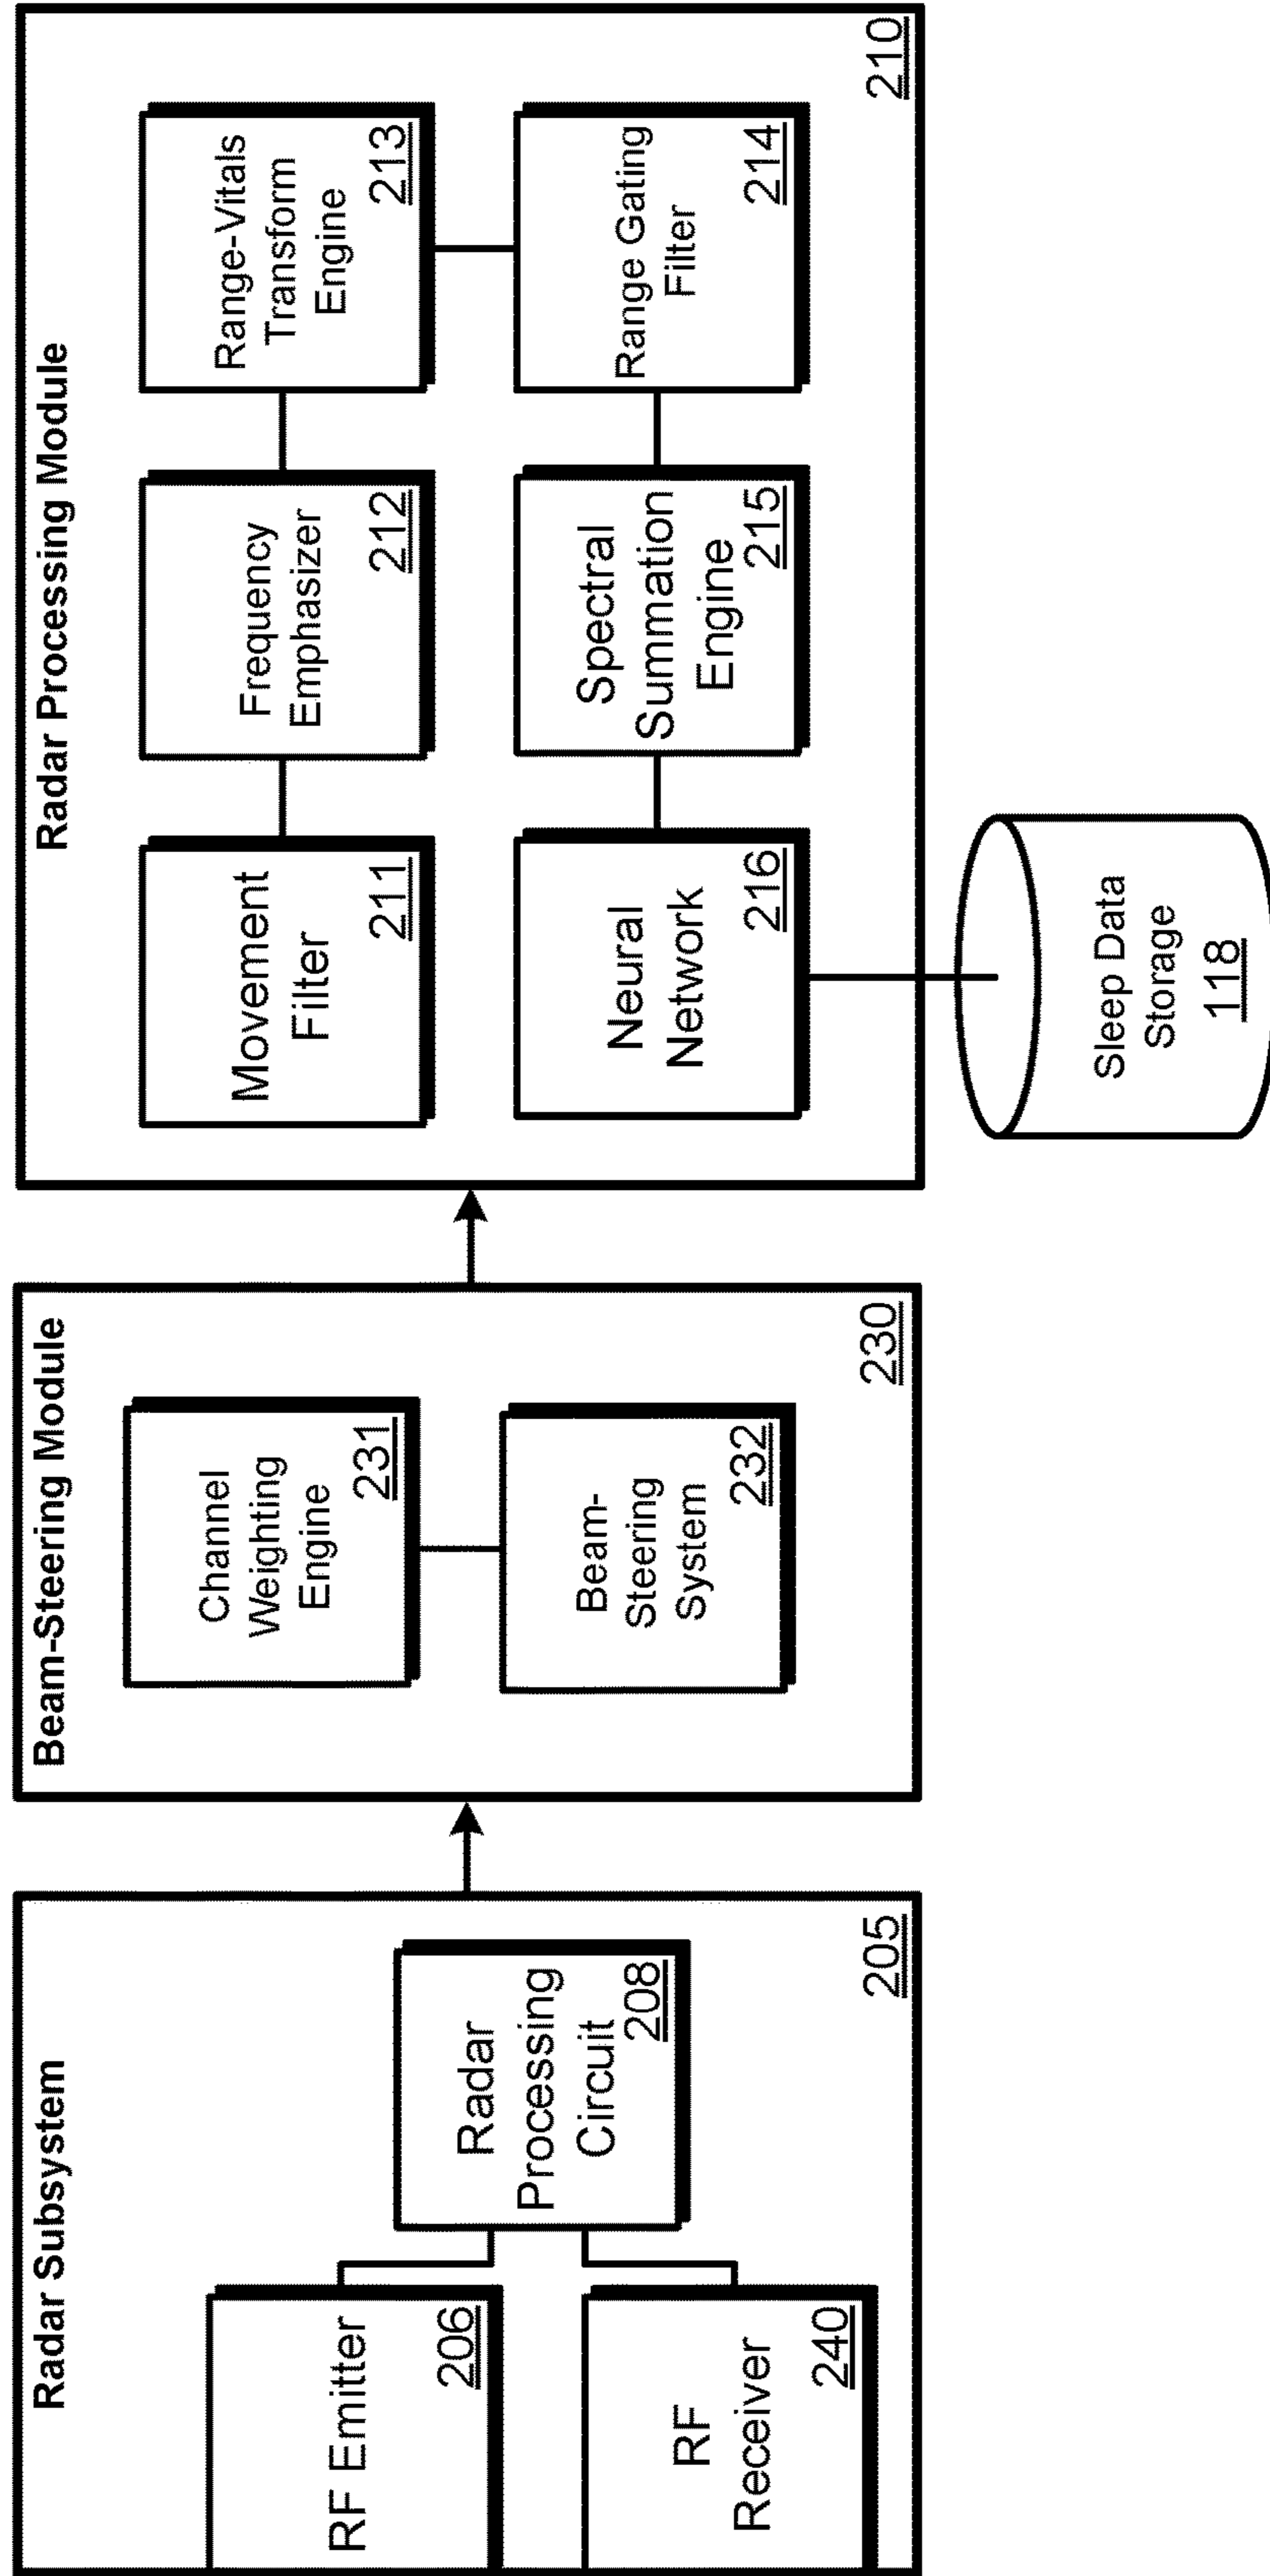 Radar Subsystem
RF Emitter
206
RF
Receiver
240
Radar
Processing
Circuit
208
205
Beam-Steering Module
Channel
Weighting
Engine
231
Beam-
Steering
System
232
230
Radar Processing Module
Movement
Filter
211
Frequency
Emphasizer
212
Range-Vitals
Transform
Engine
213
Neural
Network
216
Spectral
Summation
Engine
215
Range Gating
Filter
214
210
Sleep Data
Storage
118